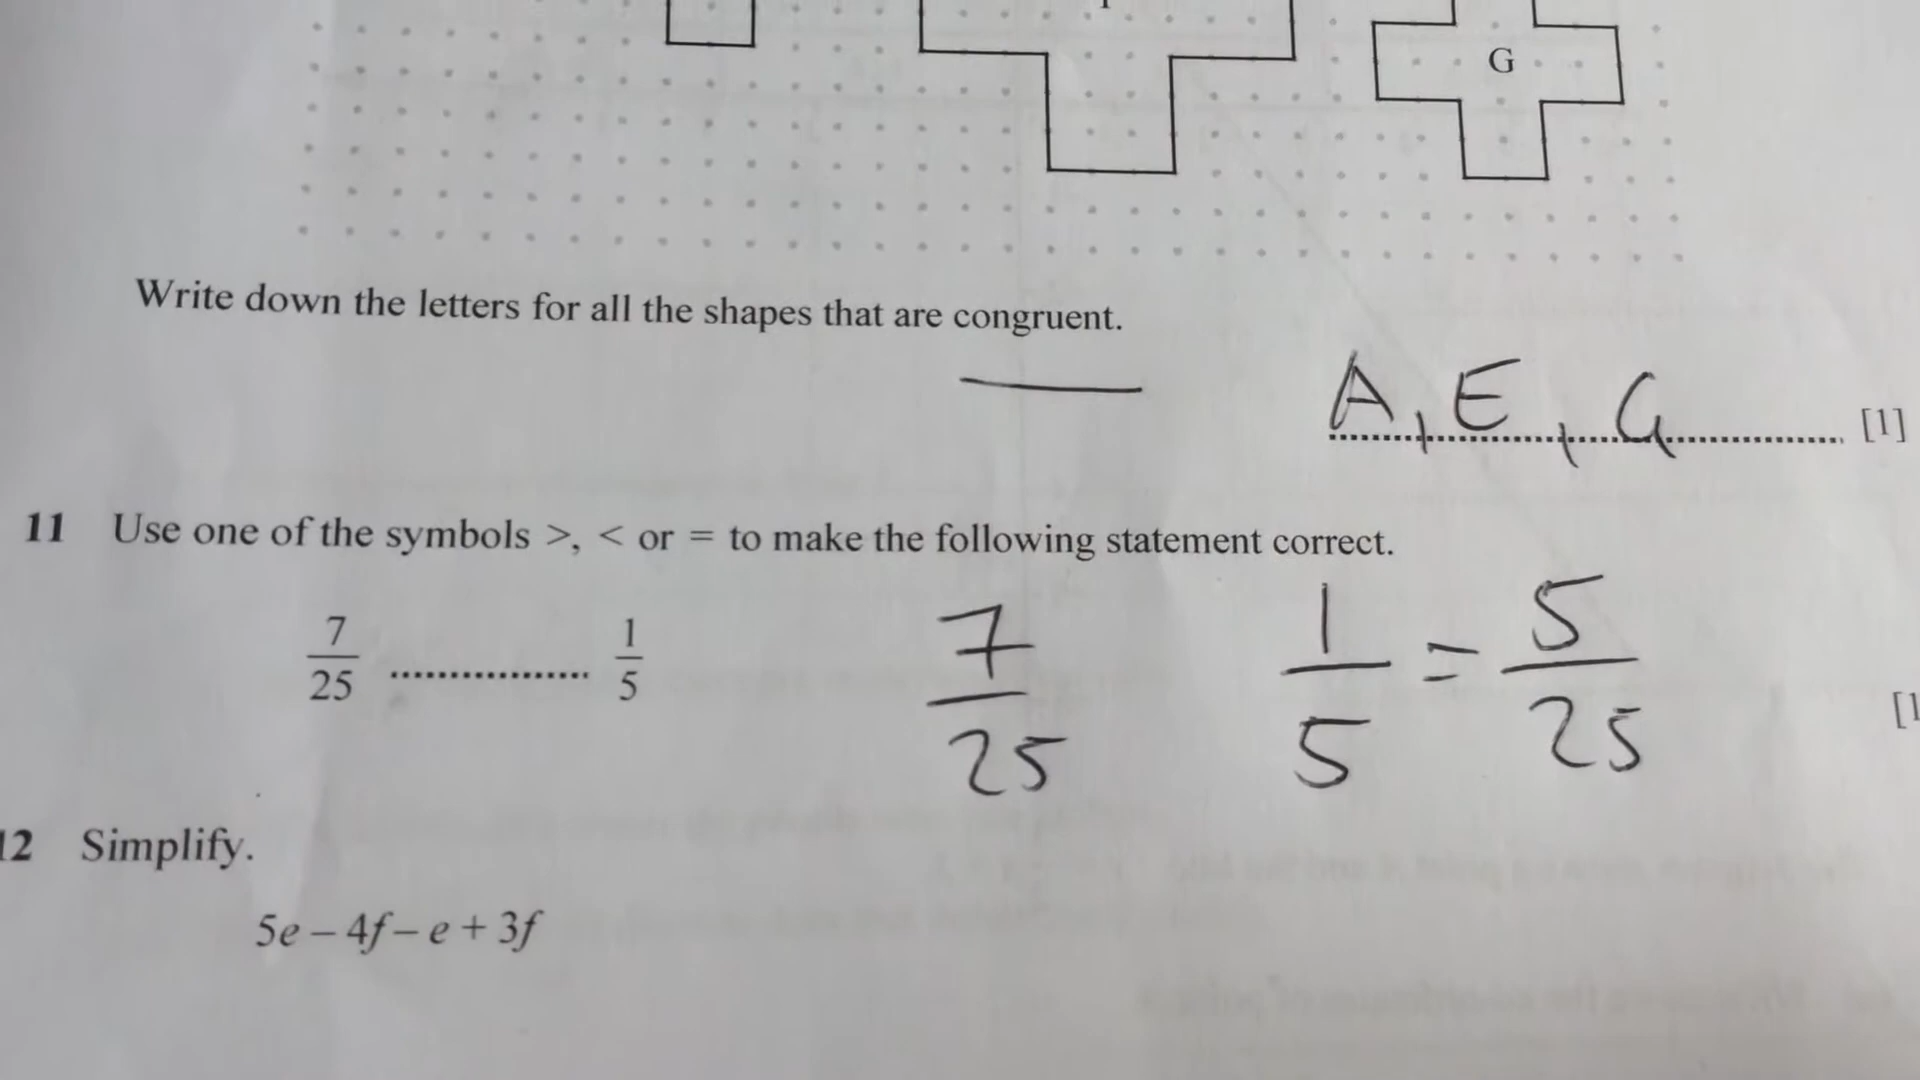 G
Write down the letters for all the shapes that are congruent.
A, E, G [1]
11 Use one of the symbols >, < or = to make the following statement correct.
7/25 ................ 1/5
7/25 1/5 = 5/25
[1
12 Simplify.
5e – 4f – e + 3f